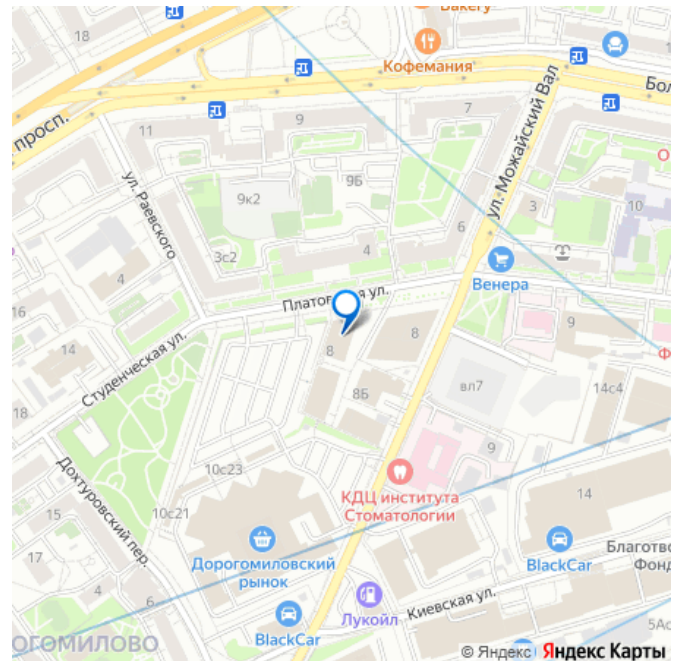 18
Bakery
Кофемания
просп.
11
9
7
Бол
ул. Можайский Вал
ул. Раевского
9Б
9к2
3с2
4
6
3
10
О
Венера
4
Платовская ул.
16
14
Студенческая ул.
8
8
9
Ф
18
8Б
вл7
14с4
10с23
9
КДЦ института
Стоматологии
14
15
10с21
Дохтуровский пер.
17
Дорогомиловский
рынок
BlackCar
Благотв
Фонд
4
6
Лукойл
Киевская ул.
ОГОМИЛОВО
BlackCar
5Ас
© Яндекс Яндекс Карты